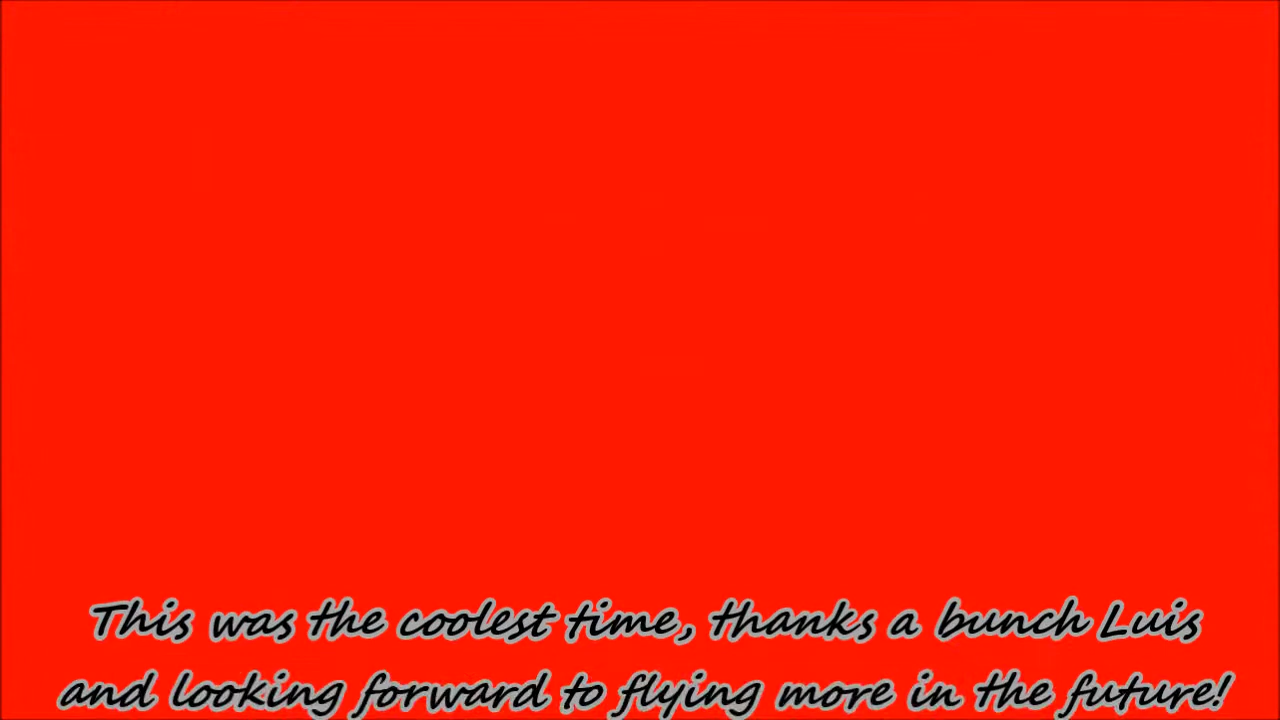 This was the coolest time, thanks a bunch Luis
and looking forward to flying more in the future!